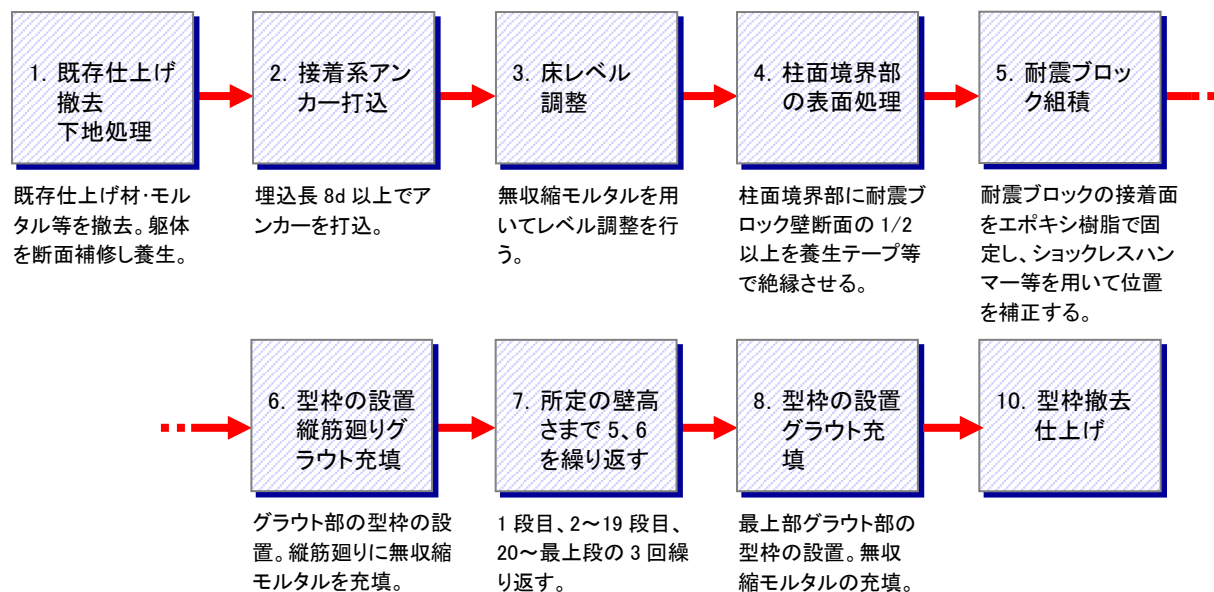 1. 既存仕上げ
撤去
下地処理
既存仕上げ材・モル
タル等を撤去。躯体
を断面補修し養生。
2. 接着系アン
カー打込
埋込長 8d 以上でア
ンカーを打込。
3. 床レベル
調整
無収縮モルタルを用
いてレベル調整を行
う。
4. 柱面境界部
の表面処理
柱面境界部に耐震ブ
ロック壁断面の 1/2
以上を養生テープ等
で絶縁させる。
5. 耐震ブロッ
ク組積
耐震ブロックの接着面
をエポキシ樹脂で固
定し、ショックレスハン
マー等を用いて位置
を補正する。
6. 型枠の設置
縦筋廻りグ
ラウト充填
グラウト部の型枠の設
置。縦筋廻りに無収縮
モルタルを充填。
7. 所定の壁高
さまで 5、6
を繰り返す
1 段目、2～19 段目、
20～最上段の 3 回繰
り返す。
8. 型枠の設置
グラウト充
填
最上部グラウト部の
型枠の設置。無収
縮モルタルの充填。
10. 型枠撤去
仕上げ